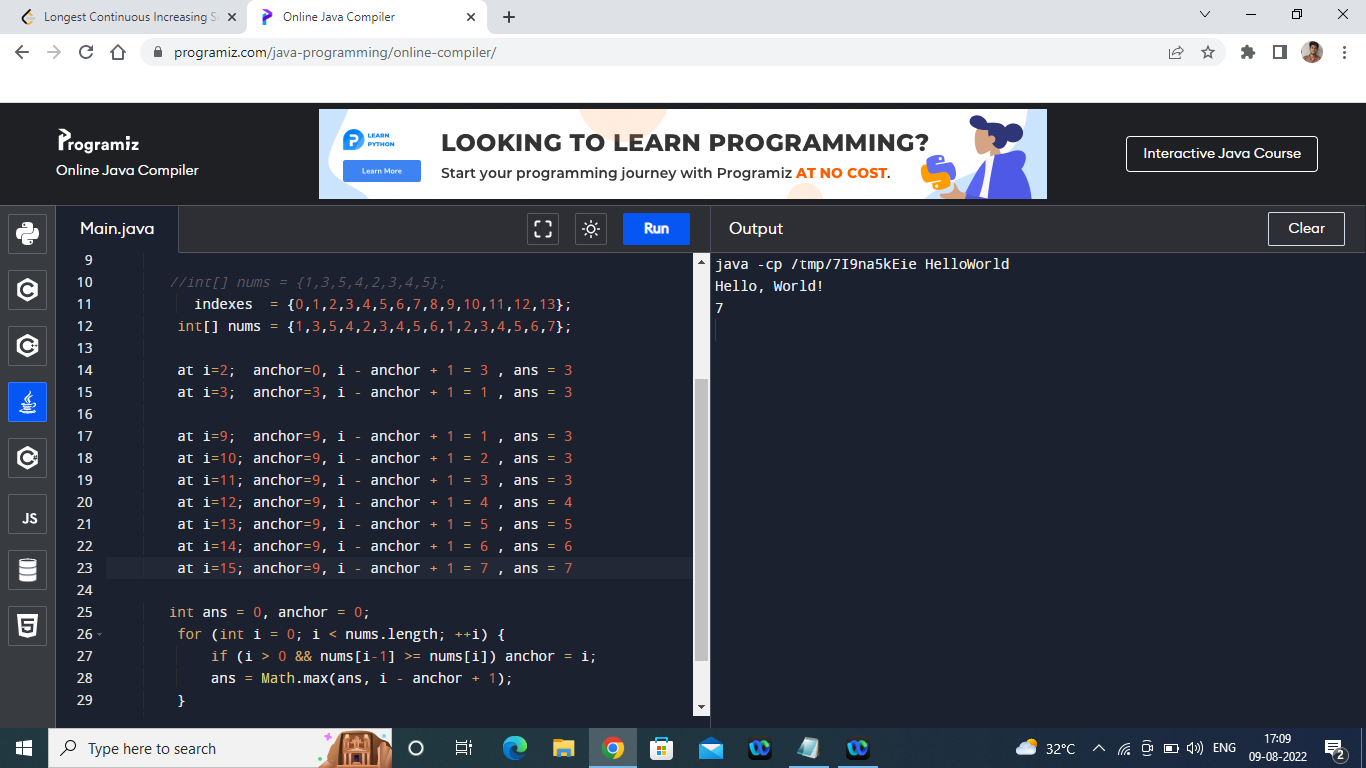 Longest Continuous Increasing S
Online Java Compiler
programiz.com/java-programming/online-compiler/
Programiz
Online Java Compiler
LEARN
PYTHON
Learn More
LOOKING TO LEARN PROGRAMMING?
Start your programming journey with Programiz AT NO COST.
Interactive Java Course
Main.java
Run
Output
Clear
9
10 //int[] nums = {1,3,5,4,2,3,4,5};
11 indexes = {0,1,2,3,4,5,6,7,8,9,10,11,12,13};
12 int[] nums = {1,3,5,4,2,3,4,5,6,1,2,3,4,5,6,7};
13
14 at i=2; anchor=0, i - anchor + 1 = 3 , ans = 3
15 at i=3; anchor=3, i - anchor + 1 = 1 , ans = 3
16
17 at i=9; anchor=9, i - anchor + 1 = 1 , ans = 3
18 at i=10; anchor=9, i - anchor + 1 = 2 , ans = 3
19 at i=11; anchor=9, i - anchor + 1 = 3 , ans = 3
20 at i=12; anchor=9, i - anchor + 1 = 4 , ans = 4
21 at i=13; anchor=9, i - anchor + 1 = 5 , ans = 5
22 at i=14; anchor=9, i - anchor + 1 = 6 , ans = 6
23 at i=15; anchor=9, i - anchor + 1 = 7 , ans = 7
24
25 int ans = 0, anchor = 0;
26 for (int i = 0; i < nums.length; ++i) {
27 if (i > 0 && nums[i-1] >= nums[i]) anchor = i;
28 ans = Math.max(ans, i - anchor + 1);
29 }
java -cp /tmp/7I9na5kEie HelloWorld
Hello, World!
7
C
C++
C#
JS
5
Type here to search
32°C
ENG
17:09
09-08-2022
2